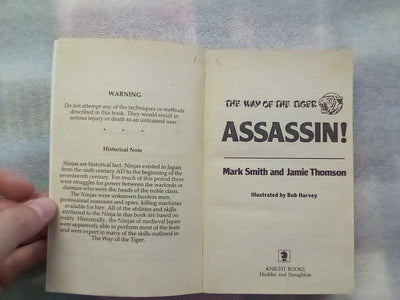 WARNING
Do not attempt any of the techniques or methods
described in this book. They would result in
serious injury or death to an untrained user.
* * *
Historical Note
Ninjas are historical fact. Ninjas existed in Japan
from the sixth century AD to the beginning of the
seventeenth century. For much of this period there
were struggles for power between the warlords or
daimios who were the heads of the noble clans.
The Ninjas were unknown faceless men,
professional assassins and spies, killing machines
available for hire. All of the abilities and skills
attributed to the Ninja in this book are based on
reality. Historically, the Ninjas of medieval Japan
were apparently able to perform most of the feats
and were expert in many of the skills outlined in
The Way of the Tiger.
THE WAY OF THE TIGER
ASSASSIN!
Mark Smith and Jamie Thomson
Illustrated by Bob Harvey
KNIGHT BOOKS
Hodder and Stoughton